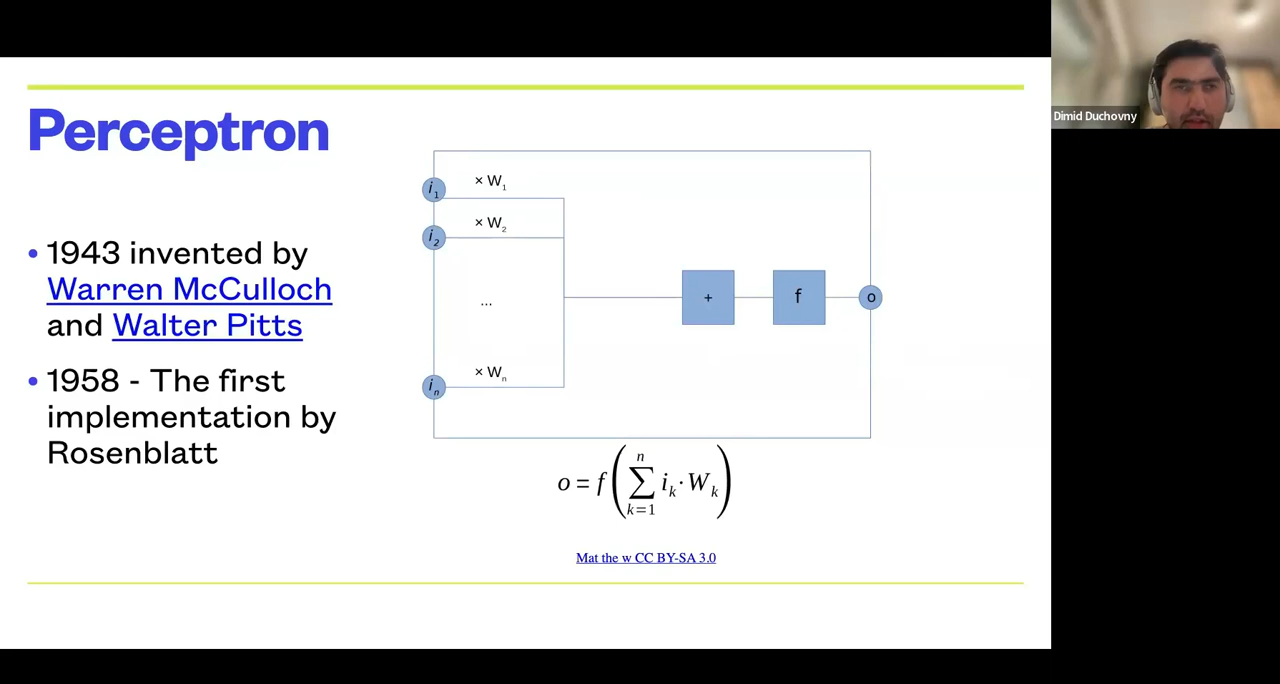 Perceptron
• 1943 invented by
Warren McCulloch
and Walter Pitts
• 1958 - The first
implementation by
Rosenblatt
i1
× W1
i2
× W2
...
in
× Wn
+
f
o
o = f(∑ n k=1 ik · Wk)
Mat the w CC BY-SA 3.0
Dimid Duchovny